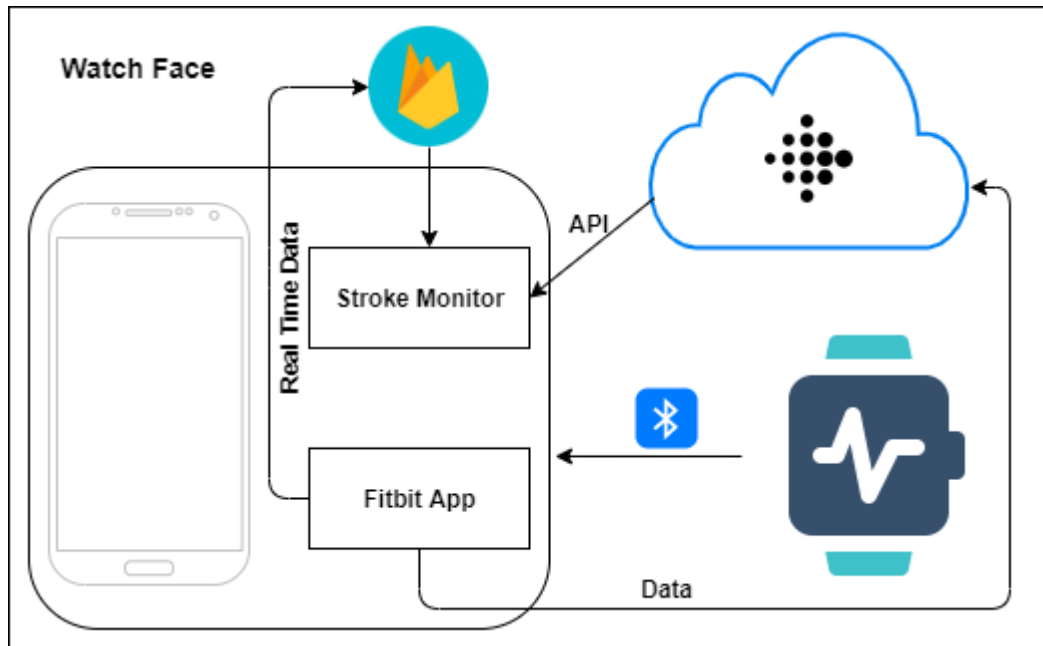 Watch Face
API
Real Time Data
Stroke Monitor
Fitbit App
Data